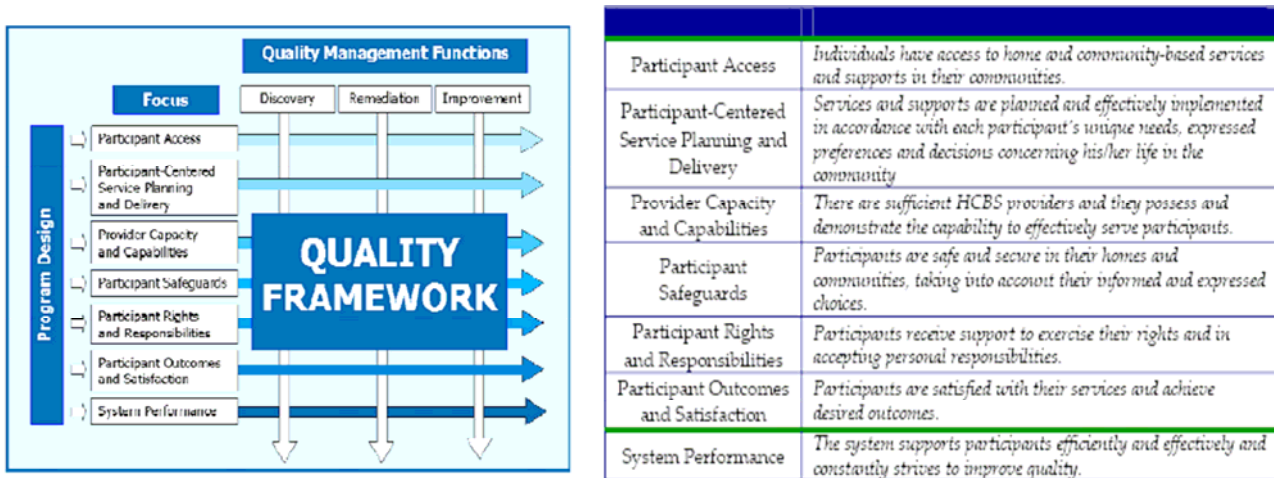 Quality Management Functions
Focus
Discovery
Remediation
Improvement
Program Design
Participant Access
Participant-Centered
Service Planning
and Delivery
Provider Capacity
and Capabilities
Participant Safeguards
Participant Rights
and Responsibilities
Participant Outcomes
and Satisfaction
System Performance
QUALITY
FRAMEWORK
Participant Access
Individuals have access to home and community-based services
and supports in their communities.
Participant-Centered
Service Planning and
Delivery
Services and supports are planned and effectively implemented
in accordance with each participant's unique needs, expressed
preferences and decisions concerning his/her life in the
community
Provider Capacity
and Capabilities
There are sufficient HCBS providers and they possess and
demonstrate the capability to effectively serve participants.
Participant
Safeguards
Participants are safe and secure in their homes and
communities, taking into account their informed and expressed
choices.
Participant Rights
and Responsibilities
Participants receive support to exercise their rights and in
accepting personal responsibilities.
Participant Outcomes
and Satisfaction
Participants are satisfied with their services and achieve
desired outcomes.
System Performance
The system supports participants efficiently and effectively and
constantly strives to improve quality.